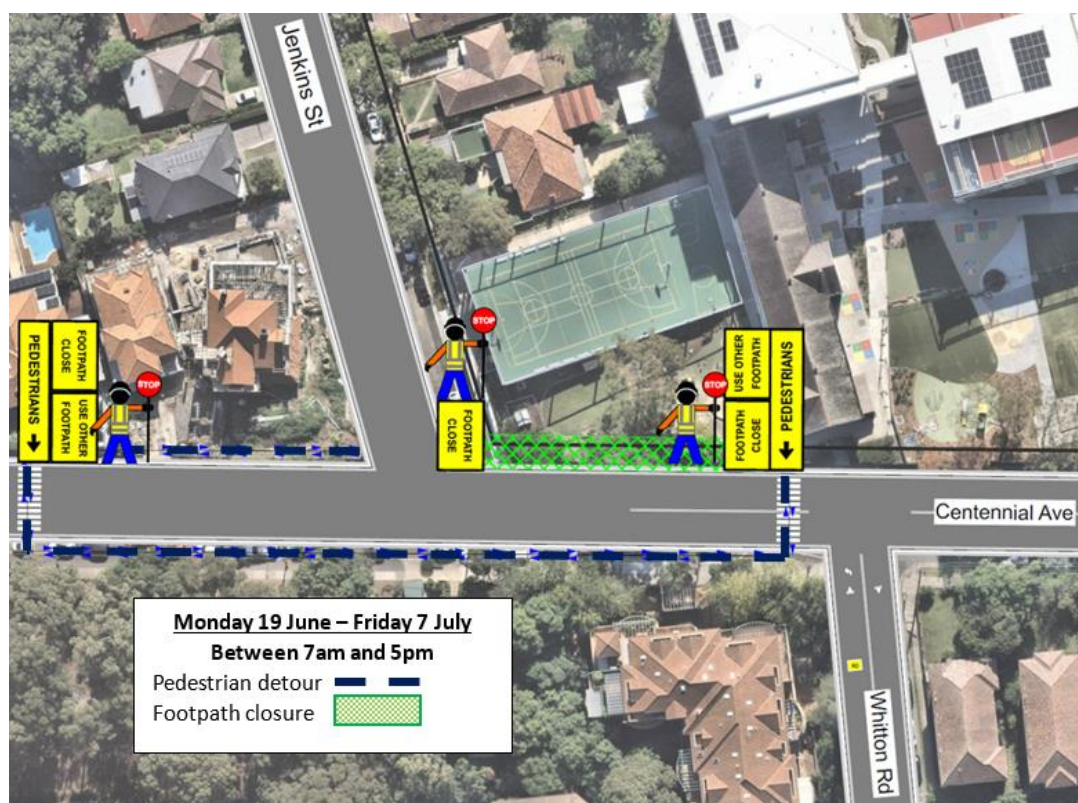 Jenkins St
STOP
PEDESTRIANS
FOOTPATH
CLOSE
USE OTHER
FOOTPATH
STOP
FOOTPATH
CLOSE
STOP
USE OTHER
FOOTPATH
FOOTPATH
CLOSE
PEDESTRIANS
Centennial Ave
Monday 19 June – Friday 7 July
Between 7am and 5pm
Pedestrian detour
Footpath closure
Whitton Rd